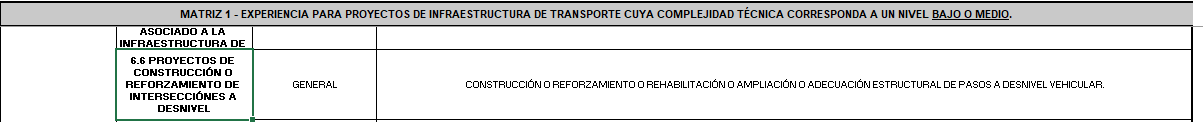 MATRIZ 1 - EXPERIENCIA PARA PROYECTOS DE INFRAESTRUCTURA DE TRANSPORTE CUYA COMPLEJIDAD TÉCNICA CORRESPONDA A UN NIVEL BAJO O MEDIO.
ASOCIADO A LA
INFRAESTRUCTURA DE
6.6 PROYECTOS DE
CONSTRUCCIÓN O
REFORZAMIENTO DE
INTERSECCIÓNES A
DESNIVEL
GENERAL
CONSTRUCCIÓN O REFORZAMIENTO O REHABILITACIÓN O AMPLIACIÓN O ADECUACIÓN ESTRUCTURAL DE PASOS A DESNIVEL VEHICULAR.